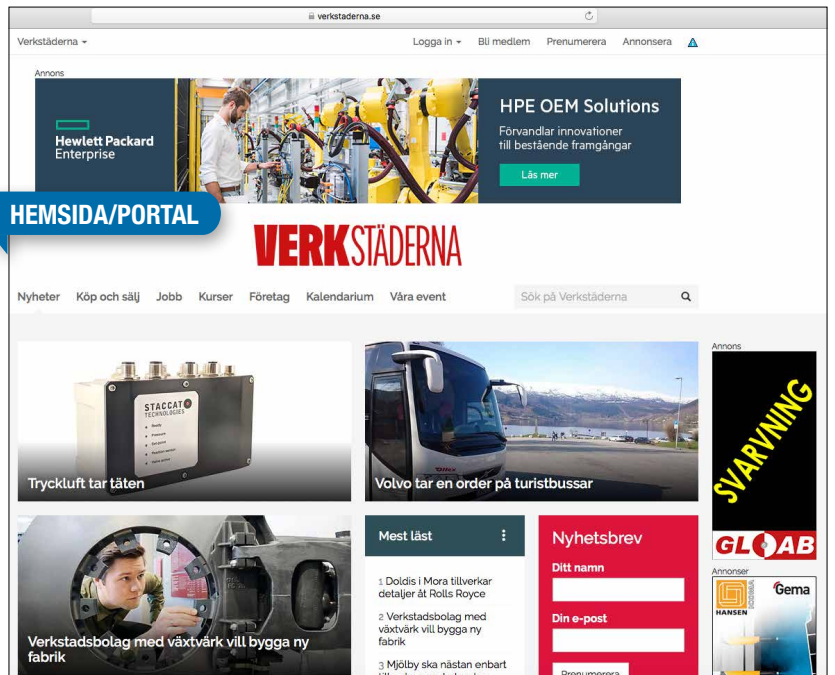 verkstaderna.se
Verkstäderna
Logga in
Bli medlem
Prenumerera
Annonsera
Annons
Hewlett Packard
Enterprise
HPE OEM Solutions
Förvandlar innovationer
till bestående framgångar
Läs mer
HEMSIDA/PORTAL
VERKSTÄDERNA
Nyheter
Köp och sälj
Jobb
Kurser
Företag
Kalendarium
Våra event
Sök på Verkstäderna
STACCATO
TECHNOLOGIES
Ready
Pressure
Tryckluft tar täten
Volvo tar en order på turistbussar
Annons
SVARVNING
GLOAB
Verkstadsbolag med växtvärk vill bygga ny
fabrik
Mest läst
1 Doldis i Mora tillverkar
detaljer åt Rolls Royce
2 Verkstadsbolag med
växtvärk vill bygga ny
fabrik
3 Mjölby ska nästan enbart
Nyhetsbrev
Ditt namn
Din e-post
Prenumerera
Annonser
HANSEN
Gema